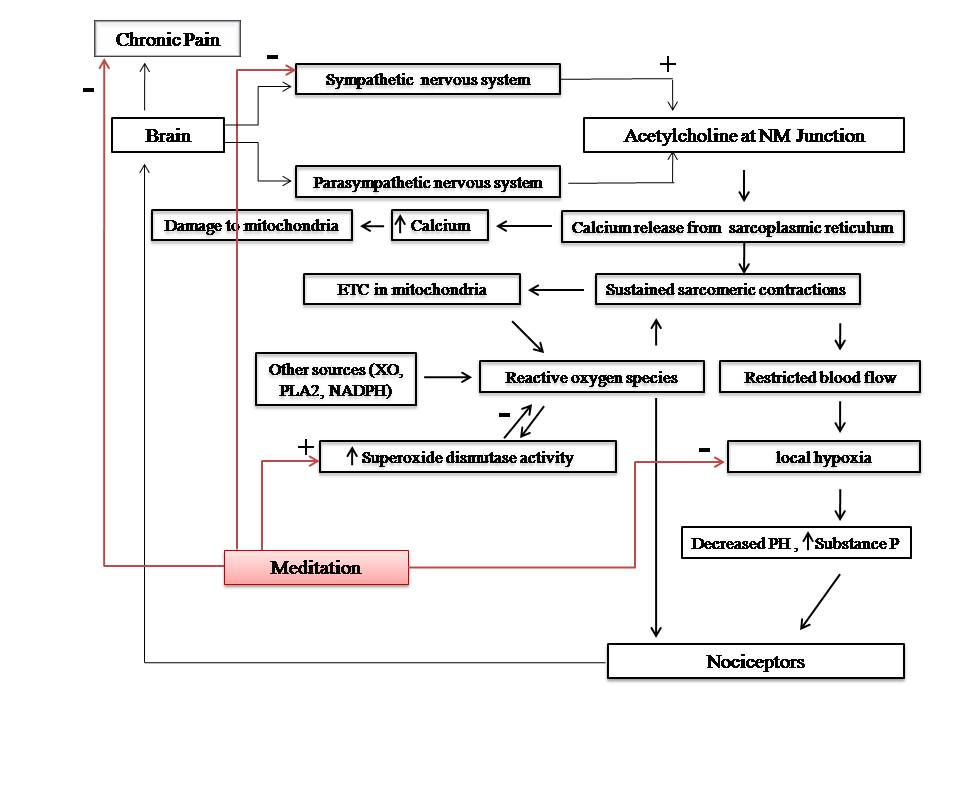 Chronic Pain
-
-
Sympathetic nervous system
+
Brain
Acetylcholine at NM Junction
Parasympathetic nervous system
Damage to mitochondria
↑ Calcium
Calcium release from sarcoplasmic reticulum
ETC in mitochondria
Sustained sarcomeric contractions
Other sources (XO,
PLA2, NADPH)
Reactive oxygen species
Restricted blood flow
-
+
↑ Superoxide dismutase activity
-
local hypoxia
Decreased PH , ↑Substance P
Meditation
Nociceptors